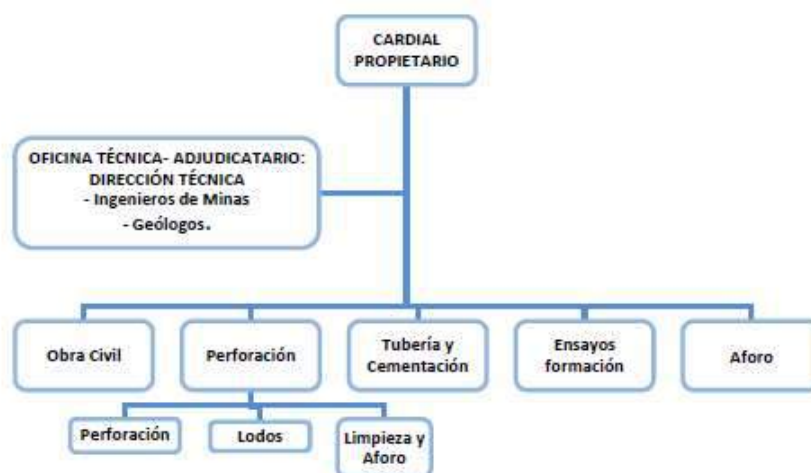 CARDIAL
PROPIETARIO
OFICINA TÉCNICA- ADJUDICATARIO:
DIRECCIÓN TÉCNICA
- Ingenieros de Minas
- Geólogos.
Obra Civil
Perforación
Tubería y
Cementación
Ensayos
formación
Aforo
Perforación
Lodos
Limpieza y
Aforo